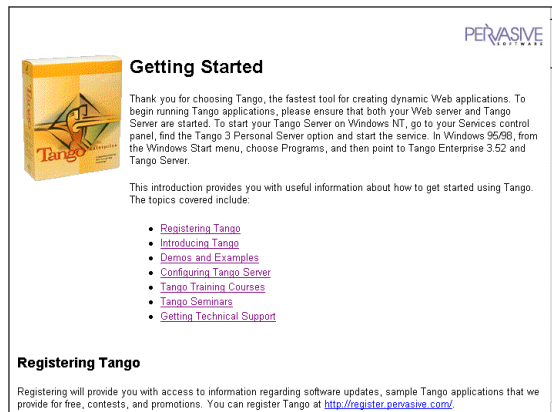 PERVASIVE
SOFTWARE
Tango
enterprise
Getting Started
Thank you for choosing Tango, the fastest tool for creating dynamic Web applications. To
begin running Tango applications, please ensure that both your Web server and Tango
Server are started. To start your Tango Server on Windows NT, go to your Services control
panel, find the Tango 3 Personal Server option and start the service. In Windows 95/98, from
the Windows Start menu, choose Programs, and then point to Tango Enterprise 3.52 and
Tango Server.
This introduction provides you with useful information about how to get started using Tango.
The topics covered include:
Registering Tango
Introducing Tango
Demos and Examples
Configuring Tango Server
Tango Training Courses
Tango Seminars
Getting Technical Support
Registering Tango
Registering will provide you with access to information regarding software updates, sample Tango applications that we
provide for free, contests, and promotions. You can register Tango at http://register.pervasive.com/.